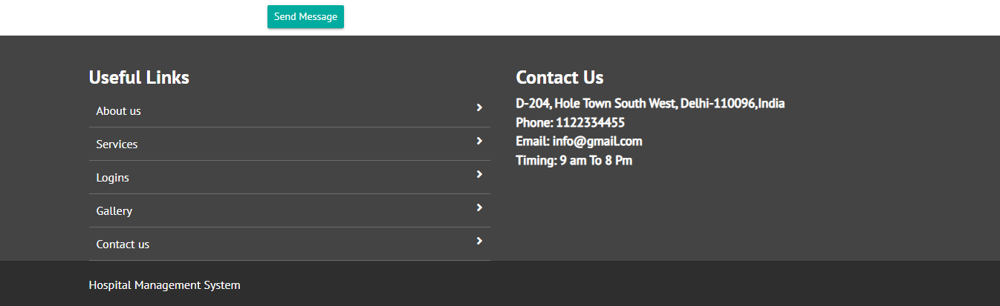 Send Message
Useful Links
About us
Services
Logins
Gallery
Contact us
Contact Us
D-204, Hole Town South West, Delhi-110096,India
Phone: 1122334455
Email: info@gmail.com
Timing: 9 am To 8 Pm
Hospital Management System